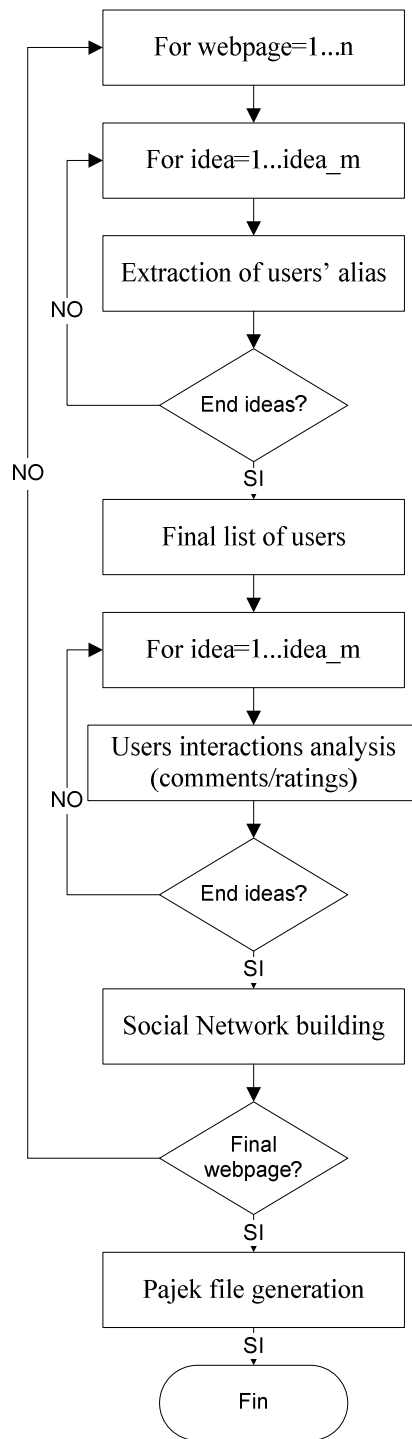 For webpage=1...n
For idea=1...idea_m
Extraction of users’ alias
NO
End ideas?
NO
SI
Final list of users
For idea=1...idea_m
Users interactions analysis
(comments/ratings)
NO
End ideas?
SI
Social Network building
Final
webpage?
SI
Pajek file generation
SI
Fin